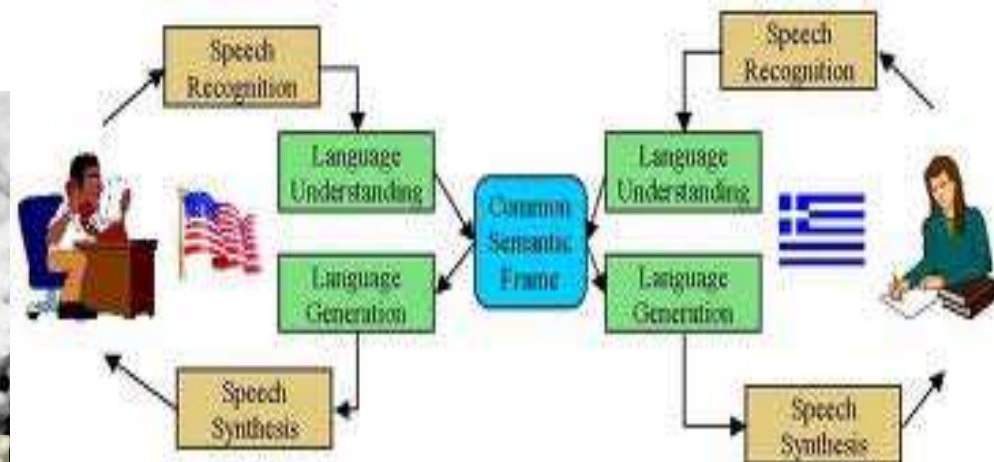 Speech
Recognition
Speech
Recognition
Language
Understanding
Language
Understanding
Common
Semantic
Frame
Language
Generation
Language
Generation
Speech
Synthesis
Speech
Synthesis